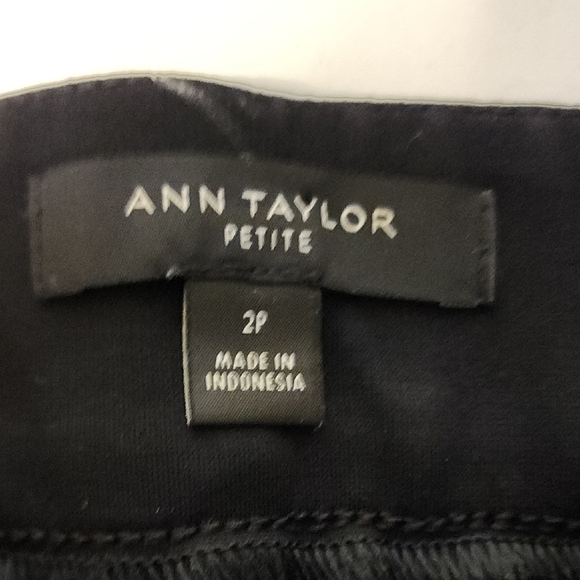 ANN TAYLOR
PETITE
2P
MADE IN
INDONESIA